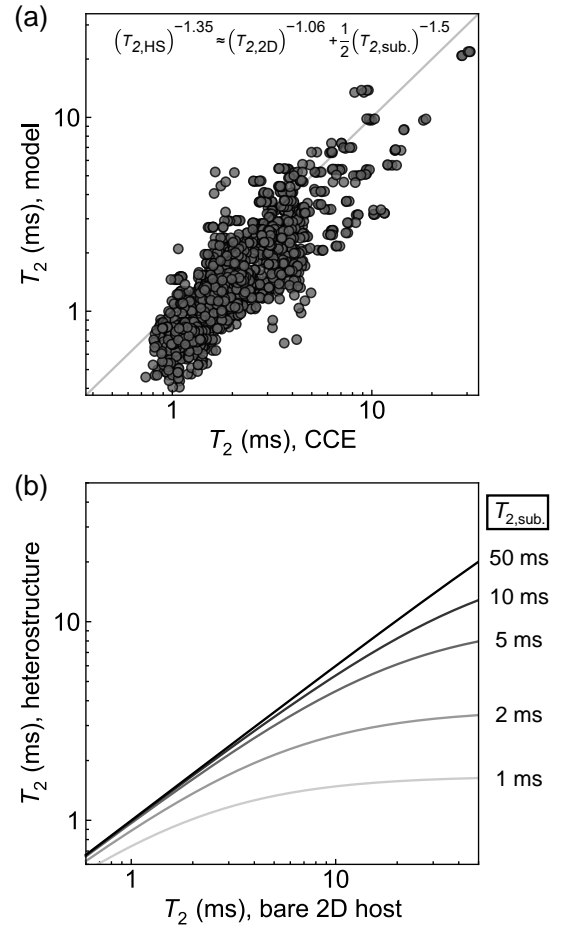 (a)
(T2,HS)^−1.35 ≈ (T2,2D)^−1.06 + 1/2 (T2,sub.)^−1.5
T2 (ms), model
10
1
1
10
T2 (ms), CCE
(b)
T2,sub.
50 ms
10 ms
5 ms
2 ms
1 ms
T2 (ms), heterostructure
10
1
1
10
T2 (ms), bare 2D host